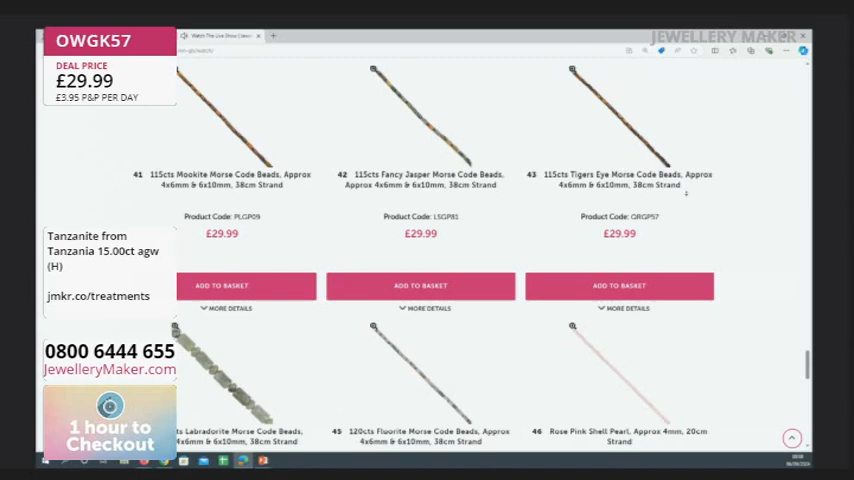 JEWELLERY MAKER
OWGK57
DEAL PRICE
£29.99
£3.95 P&P PER DAY
41 115cts Mookite Morse Code Beads, Approx
4x6mm & 6x10mm, 38cm Strand
42 115cts Fancy Jasper Morse Code Beads,
Approx 4x6mm & 6x10mm, 38cm Strand
43 115cts Tigers Eye Morse Code Beads, Approx
4x6mm & 6x10mm, 38cm Strand
Product Code: PLGP09
Product Code: LSGP81
Product Code: QRGP57
£29.99
£29.99
£29.99
Tanzanite from
Tanzania 15.00ct agw
(H)
jmkr.co/treatments
ADD TO BASKET
ADD TO BASKET
ADD TO BASKET
MORE DETAILS
MORE DETAILS
MORE DETAILS
0800 6444 655
JewelleryMaker.com
1 hour to
Checkout
Labradorite Morse Code Beads,
4x6mm & 6x10mm, 38cm Strand
45 120cts Fluorite Morse Code Beads, Approx
4x6mm & 6x10mm, 38cm Strand
46 Rose Pink Shell Pearl, Approx 4mm, 20cm
Strand